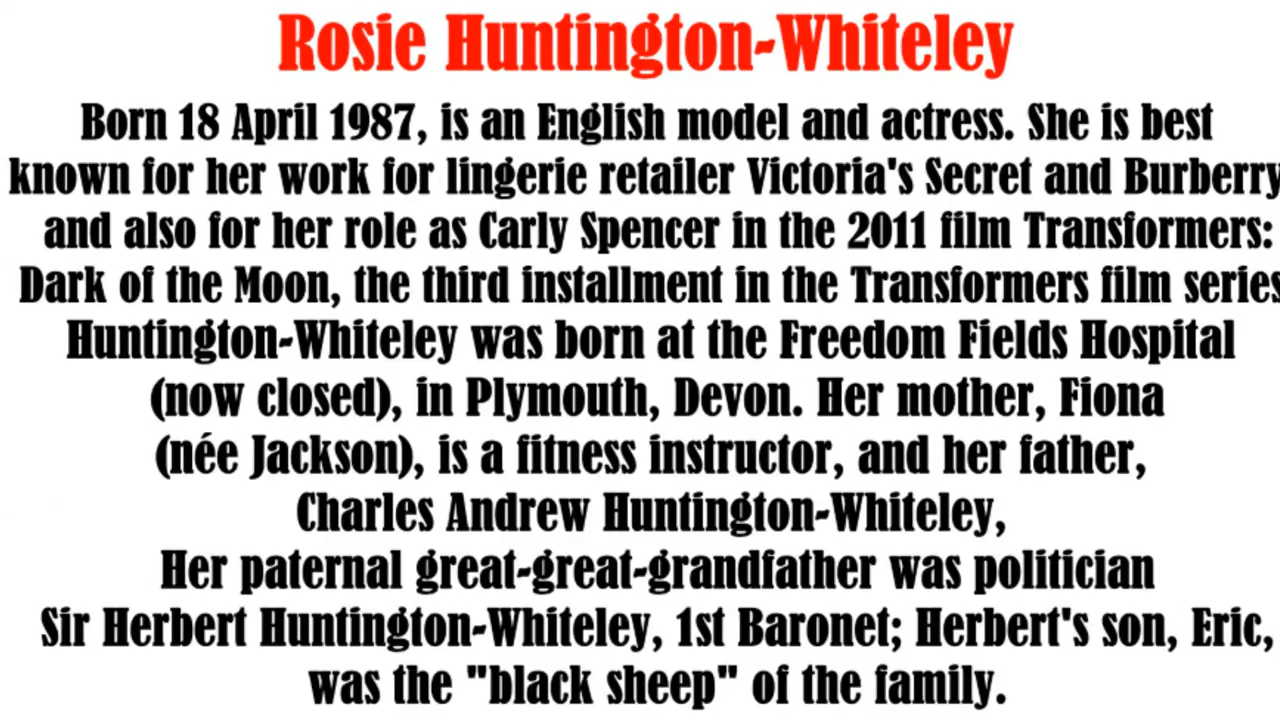 Rosie Huntington-Whiteley
Born 18 April 1987, is an English model and actress. She is best
known for her work for lingerie retailer Victoria's Secret and Burberry
and also for her role as Carly Spencer in the 2011 film Transformers:
Dark of the Moon, the third installment in the Transformers film series
Huntington-Whiteley was born at the Freedom Fields Hospital
(now closed), in Plymouth, Devon. Her mother, Fiona
(née Jackson), is a fitness instructor, and her father,
Charles Andrew Huntington-Whiteley,
Her paternal great-great-grandfather was politician
Sir Herbert Huntington-Whiteley, 1st Baronet; Herbert's son, Eric,
was the "black sheep" of the family.